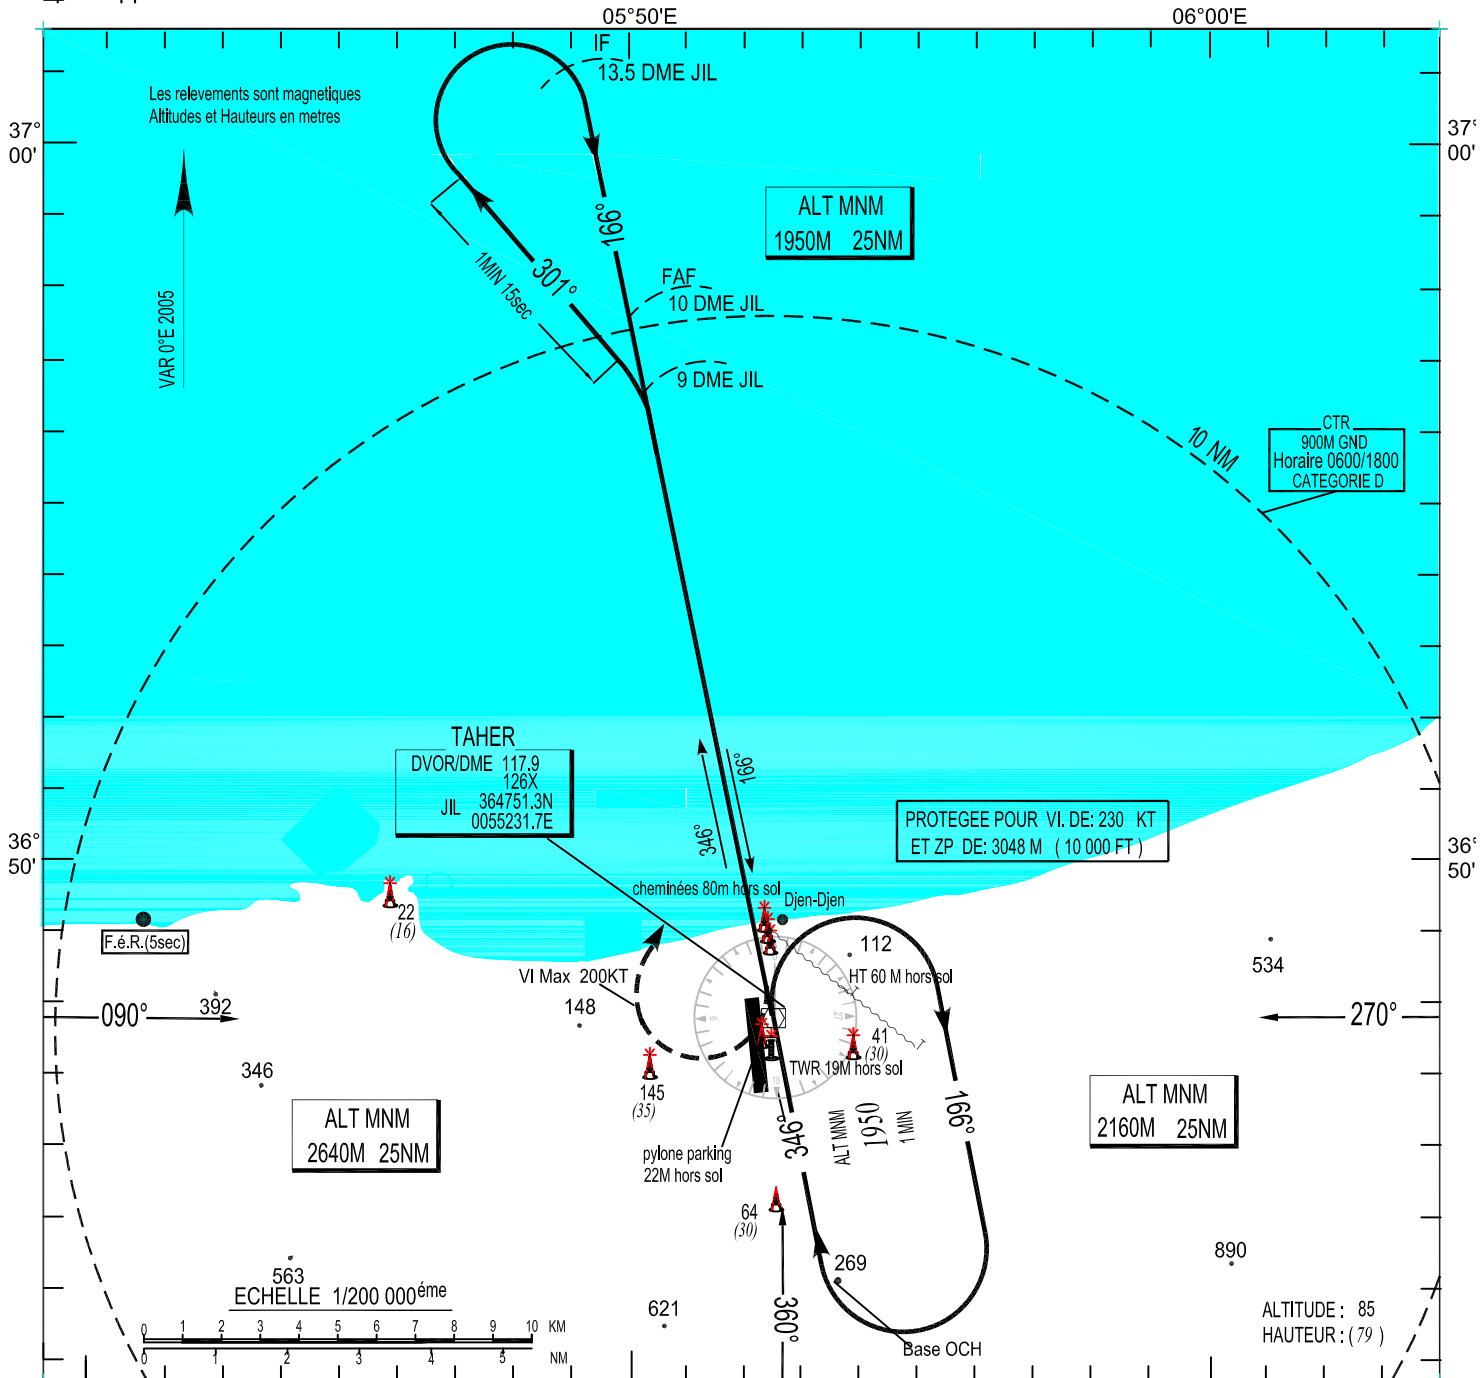 05°50'E
06°00'E
IF
13.5 DME JIL
Les relevements sont magnetiques
Altitudes et Hauteurs en metres
37°
00'
37°
00'
VAR 0°E 2005
166°
ALT MNM
1950M 25NM
301°
1MIN 15sec
FAF
10 DME JIL
9 DME JIL
10 NM
CTR
900M GND
Horaire 0600/1800
CATEGORIE D
TAHER
DVOR/DME 117.9
126X
JIL 364751.3N
0055231.7E
166°
346°
PROTEGEE POUR VI. DE: 230 KT
ET ZP DE: 3048 M ( 10 000 FT )
36°
50'
36°
50'
cheminées 80m hors sol
Djen-Djen
22
(16)
F.é.R.(5sec)
112
534
VI Max 200KT
HT 60 M hors sol
392
148
090°
270°
41
(30)
TWR 19M hors sol
346
145
(35)
ALT MNM
2640M 25NM
ALT MNM
2160M 25NM
346°
ALT MNM
1950
1 MIN
166°
pylone parking
22M hors sol
64
(30)
269
890
563
ECHELLE 1/200 000éme
621
360°
ALTITUDE : 85
HAUTEUR : (79)
Base OCH
0 1 2 3 4 5 6 7 8 9 10 KM
0 1 2 3 4 5 NM